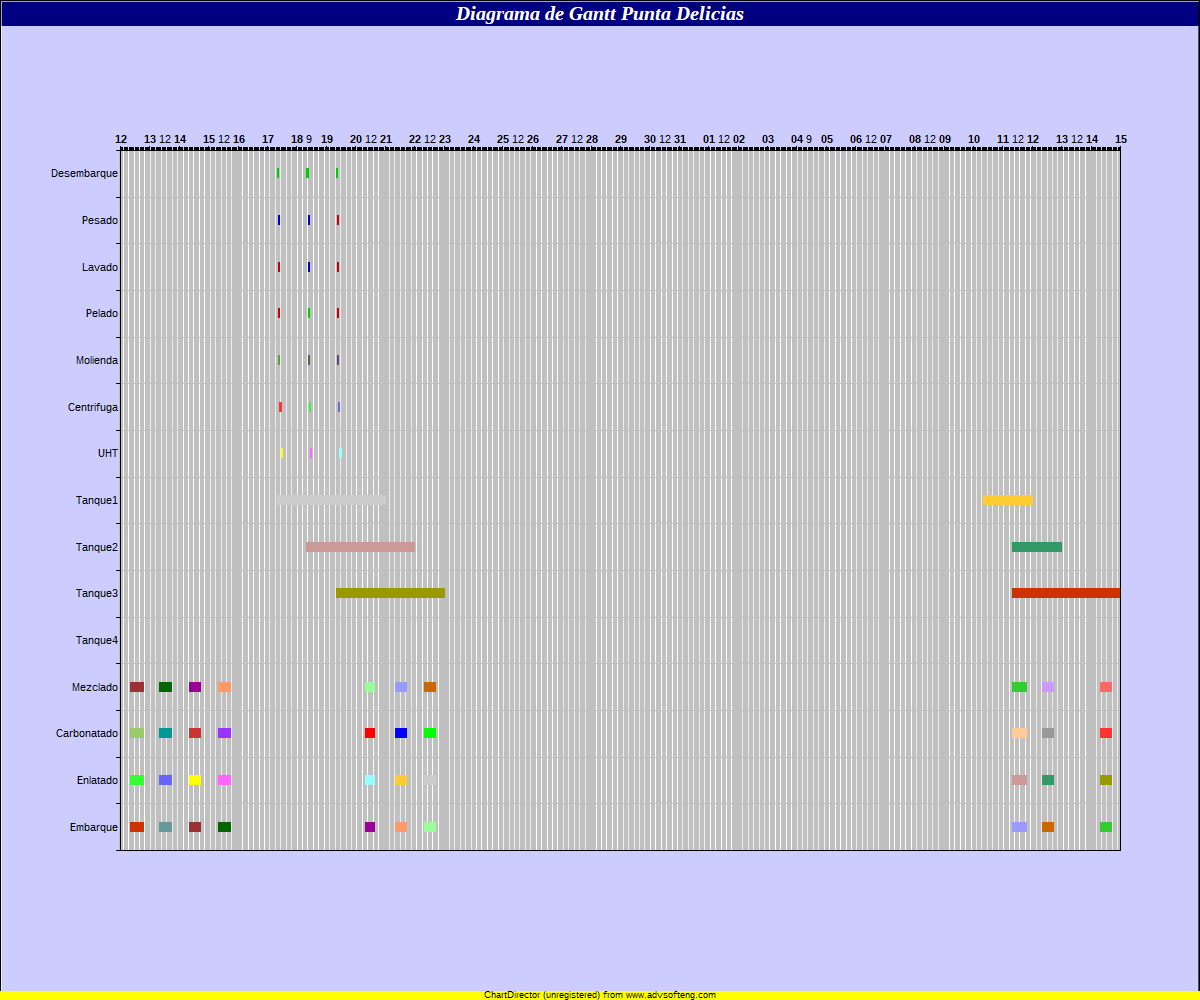 Diagrama de Gantt Punta Delicias
12 13 12 14 15 12 16 17 18 9 19 20 12 21 22 12 23 24 25 12 26 27 12 28 29 30 12 31 01 12 02 03 04 9 05 06 12 07 08 12 09 10 11 12 12 13 12 14 15
Desembarque
Pesado
Lavado
Pelado
Molienda
Centrifuga
UHT
Tanque1
Tanque2
Tanque3
Tanque4
Mezclado
Carbonatado
Enlatado
Embarque
ChartDirector (unregistered) from www.advsofteng.com